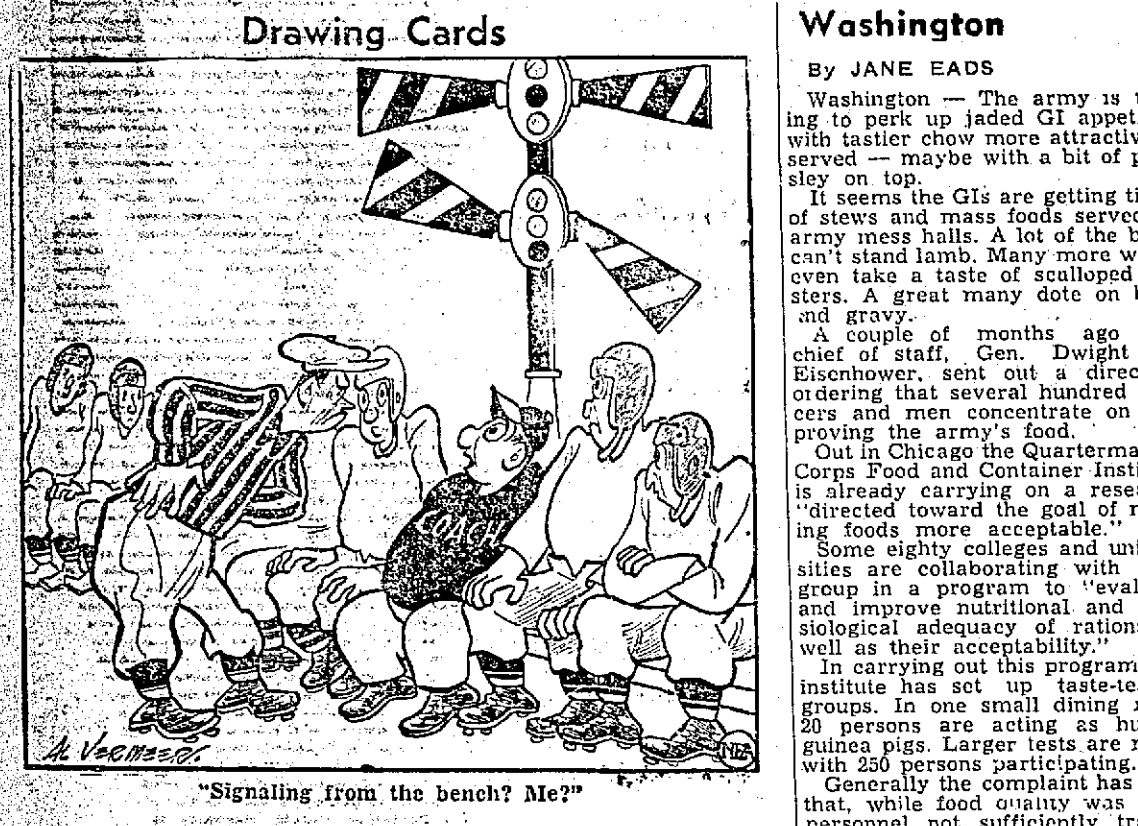 Drawing Cards
COACH
AL VERMEER.
NEA
"Signaling from the bench? Me?"
Washington
By JANE EADS
Washington — The army is
ing to perk up jaded GI appet
with tastier chow more attractiv
served — maybe with a bit of p
sley on top.
It seems the GIs are getting ti
of stews and mass foods served
army mess halls. A lot of the b
can't stand lamb. Many more w
even take a taste of scalloped
sters. A great many dote on
and gravy.
A couple of months ago
chief of staff, Gen. Dwight
Eisenhower, sent out a direc
ordering that several hundred
cers and men concentrate on
proving the army's food.
Out in Chicago the Quarterma
Corps Food and Container Insti
is already carrying on a rese
"directed toward the goal of m
ing foods more acceptable."
Some eighty colleges and uni
sities are collaborating with
group in a program to "eval
and improve nutritional and
siological adequacy of rations
well as their acceptability."
In carrying out this program
institute has set up taste-te
groups. In one small dining r
20 persons are acting as hu
guinea pigs. Larger tests are r
with 250 persons participating.
Generally the complaint has
that, while food quality was
personnel not sufficiently tr